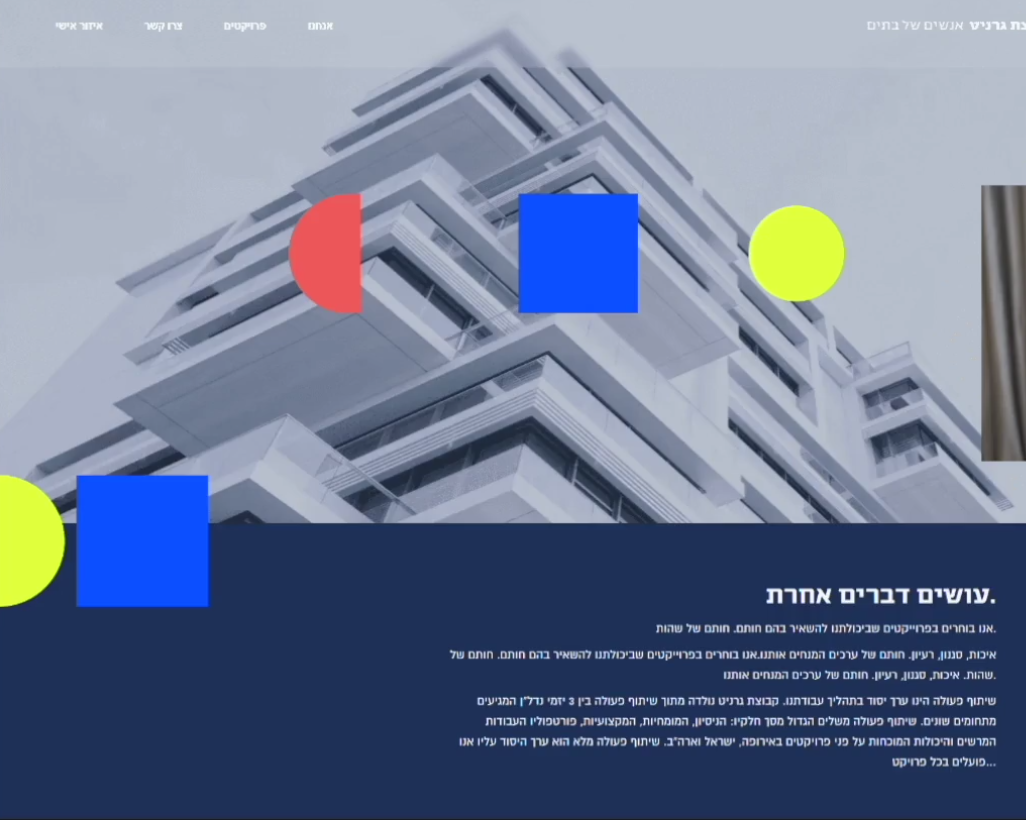 צת גרניט אנשים של בתים
אנחנו פרויקטים צרו קשר איזור אישי
.עושים דברים אחרת
.אנו בוחרים בפרוייקטים שביכולתנו להשאיר בהם חותם. חותם של שהות
איכות, סגנון, רעיון. חותם של ערכים המנחים אותנו.אנו בוחרים בפרוייקטים שביכולתנו להשאיר בהם חותם. חותם של
.שהות. איכות, סגנון, רעיון. חותם של ערכים המנחים אותנו
שיתוף פעולה הינו ערך יסוד בתהליך עבודתנו. קבוצת גרניט נולדה מתוך שיתוף פעולה בין 3 יזמי נדל"ן המגיעים
מתחומים שונים. שיתוף פעולה משלים הגדול מסך חלקיו: הניסיון, המומחיות, המקצועיות, פורטפוליו העבודות
המרשים והיכולות המוכחות על פני פרויקטים באירופה, ישראל וארה"ב. שיתוף פעולה מלא הוא ערך היסוד עליו אנו
...פועלים בכל פרויקט